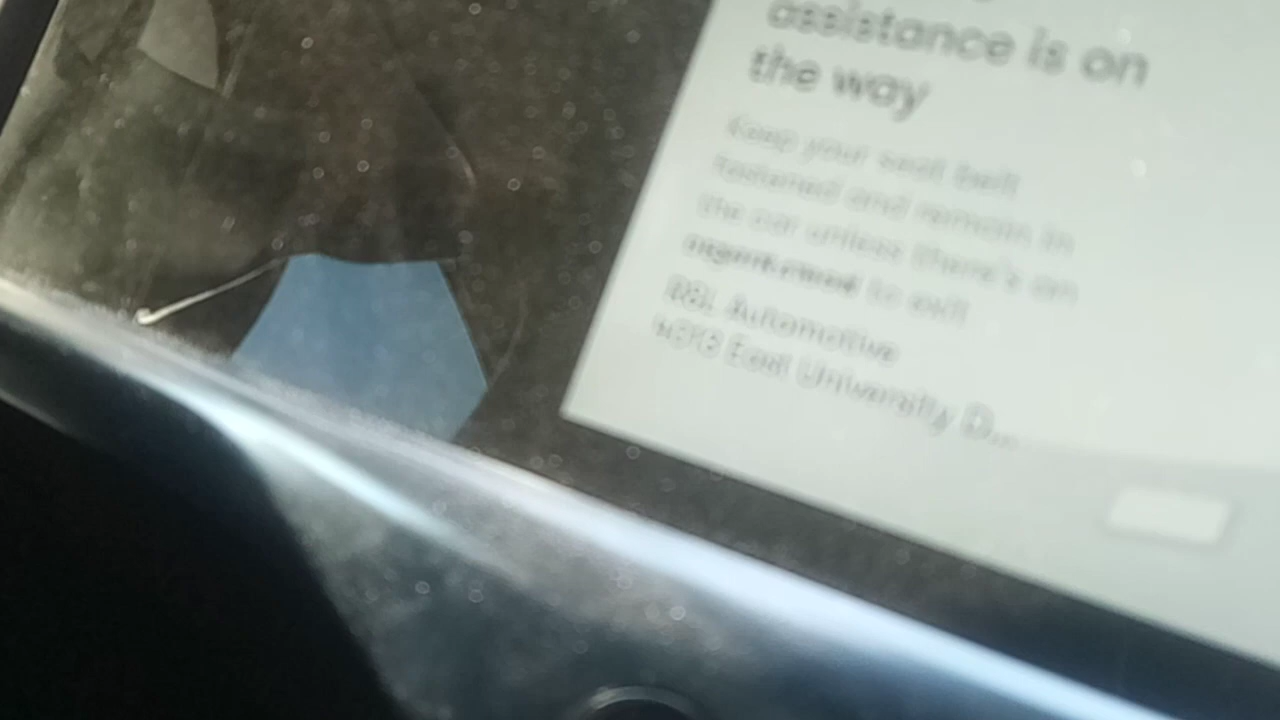 assistance is on
the way
Keep your seat belt
fastened and remain in
the car unless there's an
urgent need to exit
Automotive
East University D...